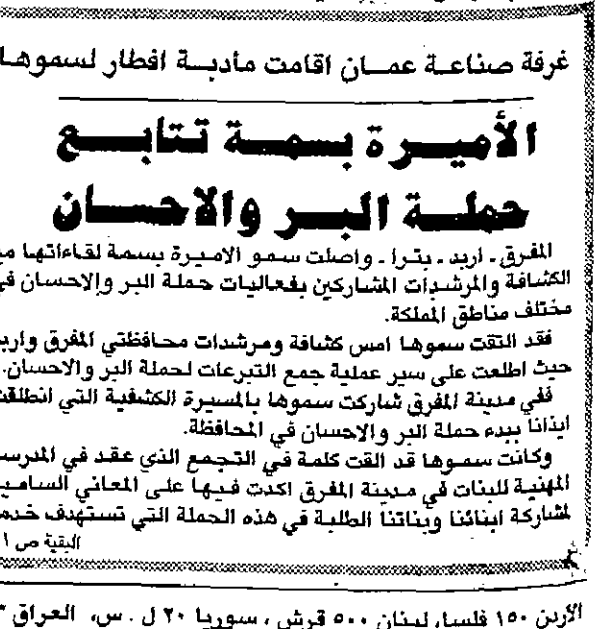 غرفة صناعة عمان اقامت مأدبة افطار لسموها
الأميرة بسمة تتابع
حملة البر والاحسان
المفرق ـ اربد ـ بترا ـ واصلت سمو الاميرة بسمة لقاءاتها مع
الكشافة والمرشدات المشاركين بفعاليات حملة البر والإحسان في
مختلف مناطق المملكة.
فقد التقت سموها امس كشافة ومرشدات محافظتي المفرق واربد
حيث اطلعت على سير عملية جمع التبرعات لحملة البر والاحسان.
ففي مدينة المفرق شاركت سموها بالمسيرة الكشفية التي انطلقت
ايذانا ببدء حملة البر والاحسان في المحافظة.
وكانت سموها قد القت كلمة في التجمع الذي عقد في المدرسة
المهنية للبنات في مدينة المفرق اكدت فيها على المعاني السامية
لمشاركة ابنائنا وبناتنا الطلبة في هذه الحملة التي تستهدف خدمة
البقية ص ١
الأردن ١٥٠ فلسا، لبنان ٥٠٠ قرش، سوريا ٢٠ ل. س، العراق